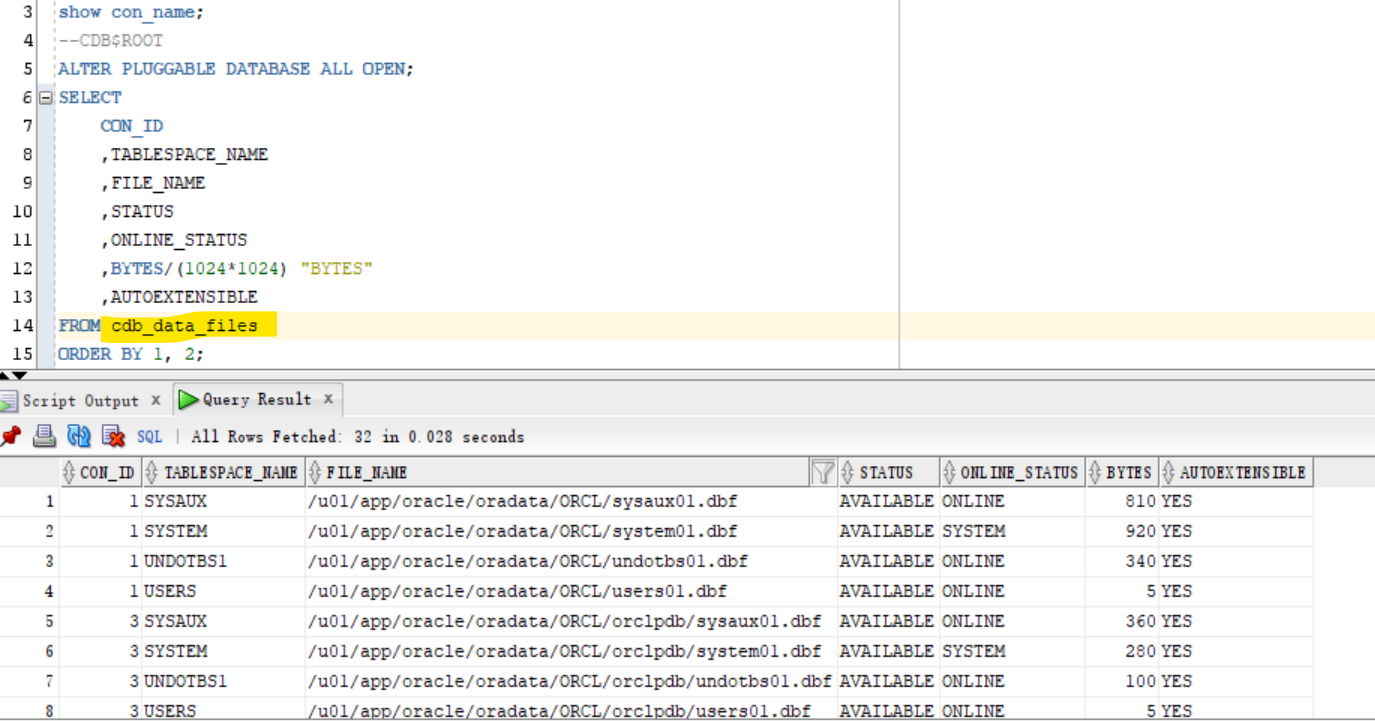 3 show con_name;
4 --CDB$ROOT
5 ALTER PLUGGABLE DATABASE ALL OPEN;
6 SELECT
7 CON_ID
8 ,TABLESPACE_NAME
9 ,FILE_NAME
10 ,STATUS
11 ,ONLINE_STATUS
12 ,BYTES/(1024*1024) "BYTES"
13 ,AUTOEXTENSIBLE
14 FROM cdb_data_files
15 ORDER BY 1, 2;
Script Output x Query Result x
SQL | All Rows Fetched: 32 in 0.028 seconds
CON_ID TABLESPACE_NAME FILE_NAME STATUS ONLINE_STATUS BYTES AUTOEXTENSIBLE
1 1 SYSAUX /u01/app/oracle/oradata/ORCL/sysaux01.dbf AVAILABLE ONLINE 810 YES
2 1 SYSTEM /u01/app/oracle/oradata/ORCL/system01.dbf AVAILABLE SYSTEM 920 YES
3 1 UNDOTBS1 /u01/app/oracle/oradata/ORCL/undotbs01.dbf AVAILABLE ONLINE 340 YES
4 1 USERS /u01/app/oracle/oradata/ORCL/users01.dbf AVAILABLE ONLINE 5 YES
5 3 SYSAUX /u01/app/oracle/oradata/ORCL/orclpdb/sysaux01.dbf AVAILABLE ONLINE 360 YES
6 3 SYSTEM /u01/app/oracle/oradata/ORCL/orclpdb/system01.dbf AVAILABLE SYSTEM 280 YES
7 3 UNDOTBS1 /u01/app/oracle/oradata/ORCL/orclpdb/undotbs01.dbf AVAILABLE ONLINE 100 YES
8 3 USERS /u01/app/oracle/oradata/ORCL/orclpdb/users01.dbf AVAILABLE ONLINE 5 YES